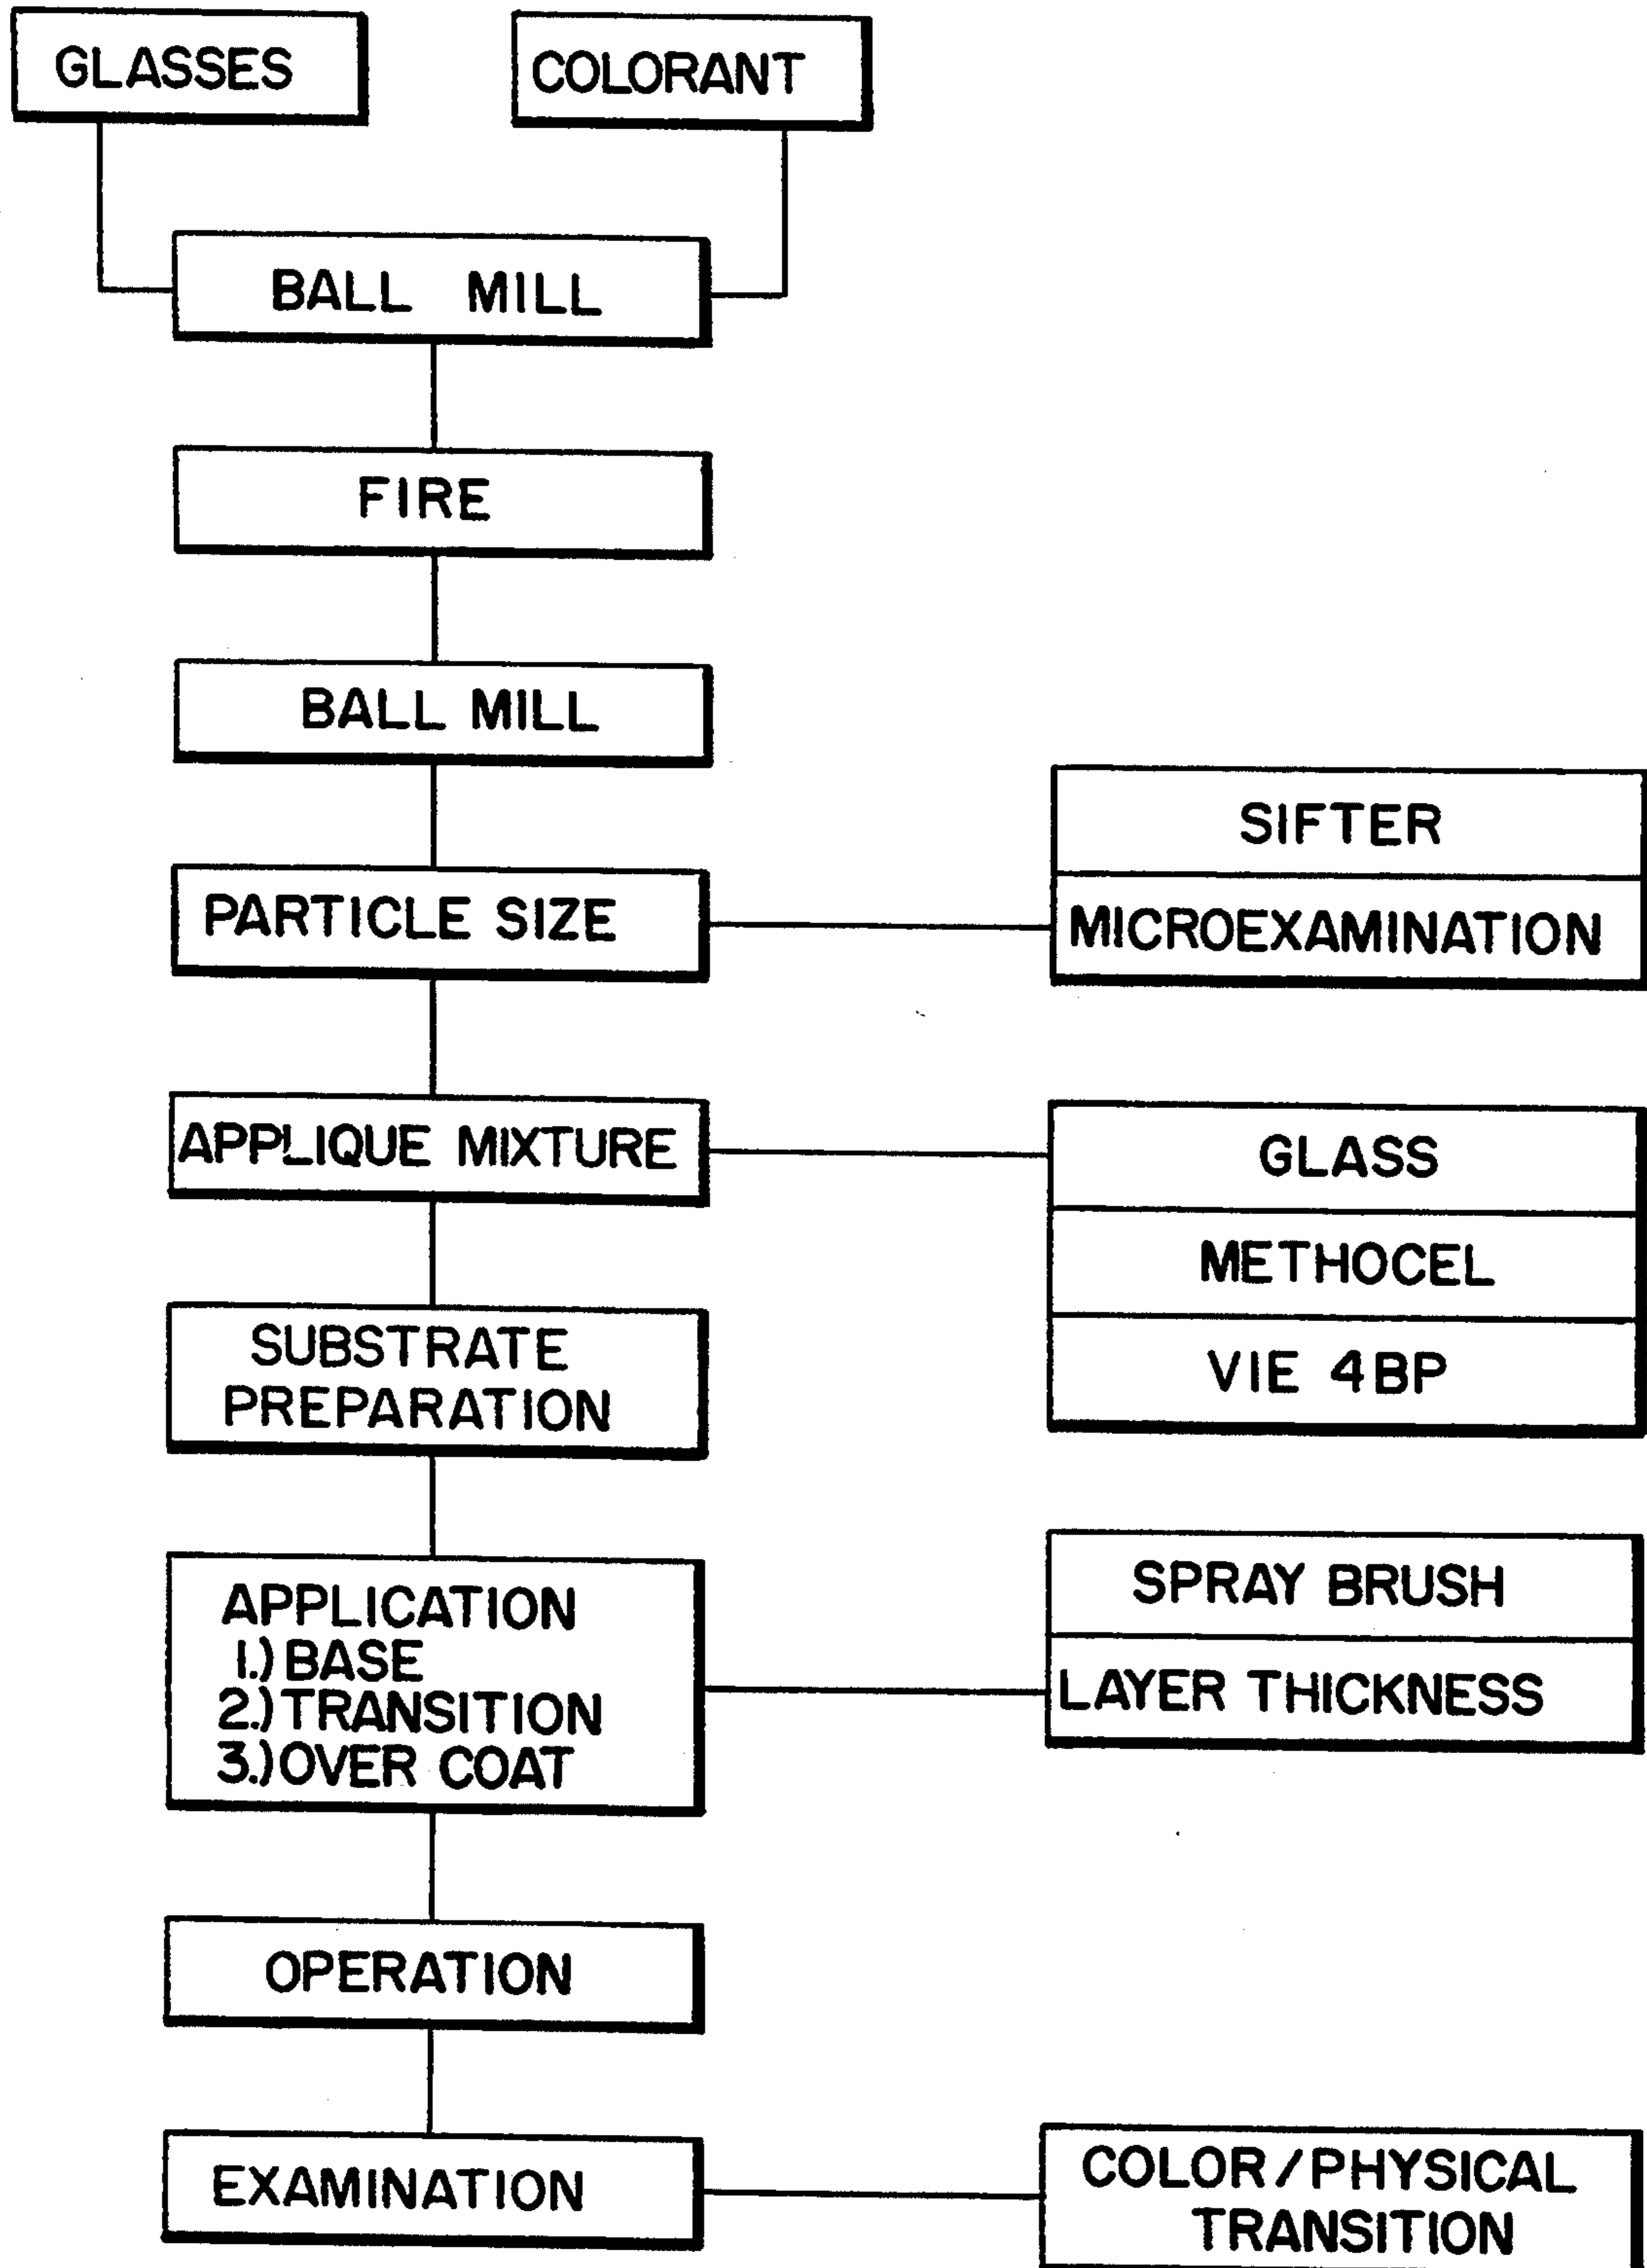 GLASSES
COLORANT
BALL MILL
FIRE
BALL MILL
PARTICLE SIZE
SIFTER
MICROEXAMINATION
APPLIQUE MIXTURE
GLASS
METHOCEL
VIE 4BP
SUBSTRATE
PREPARATION
APPLICATION
1.) BASE
2.) TRANSITION
3.) OVER COAT
SPRAY BRUSH
LAYER THICKNESS
OPERATION
EXAMINATION
COLOR/PHYSICAL
TRANSITION